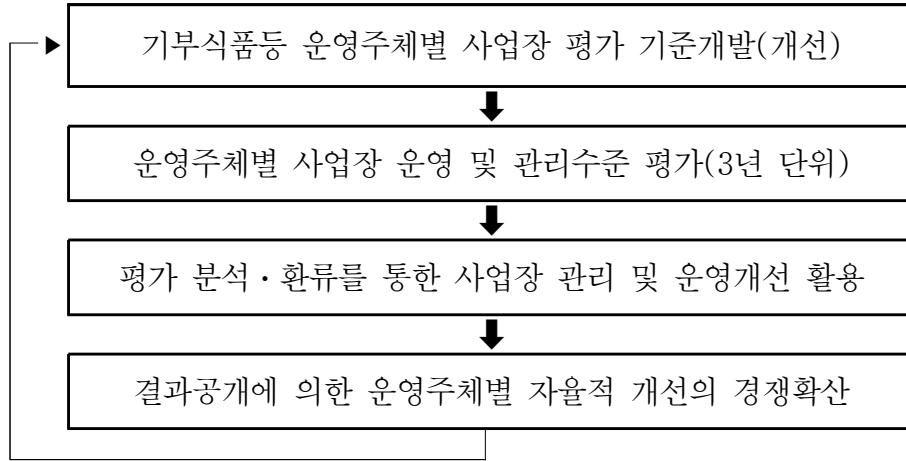 기부식품등 운영주체별 사업장 평가 기준개발(개선)
운영주체별 사업장 운영 및 관리수준 평가(3년 단위)
평가 분석·환류를 통한 사업장 관리 및 운영개선 활용
결과공개에 의한 운영주체별 자율적 개선의 경쟁확산